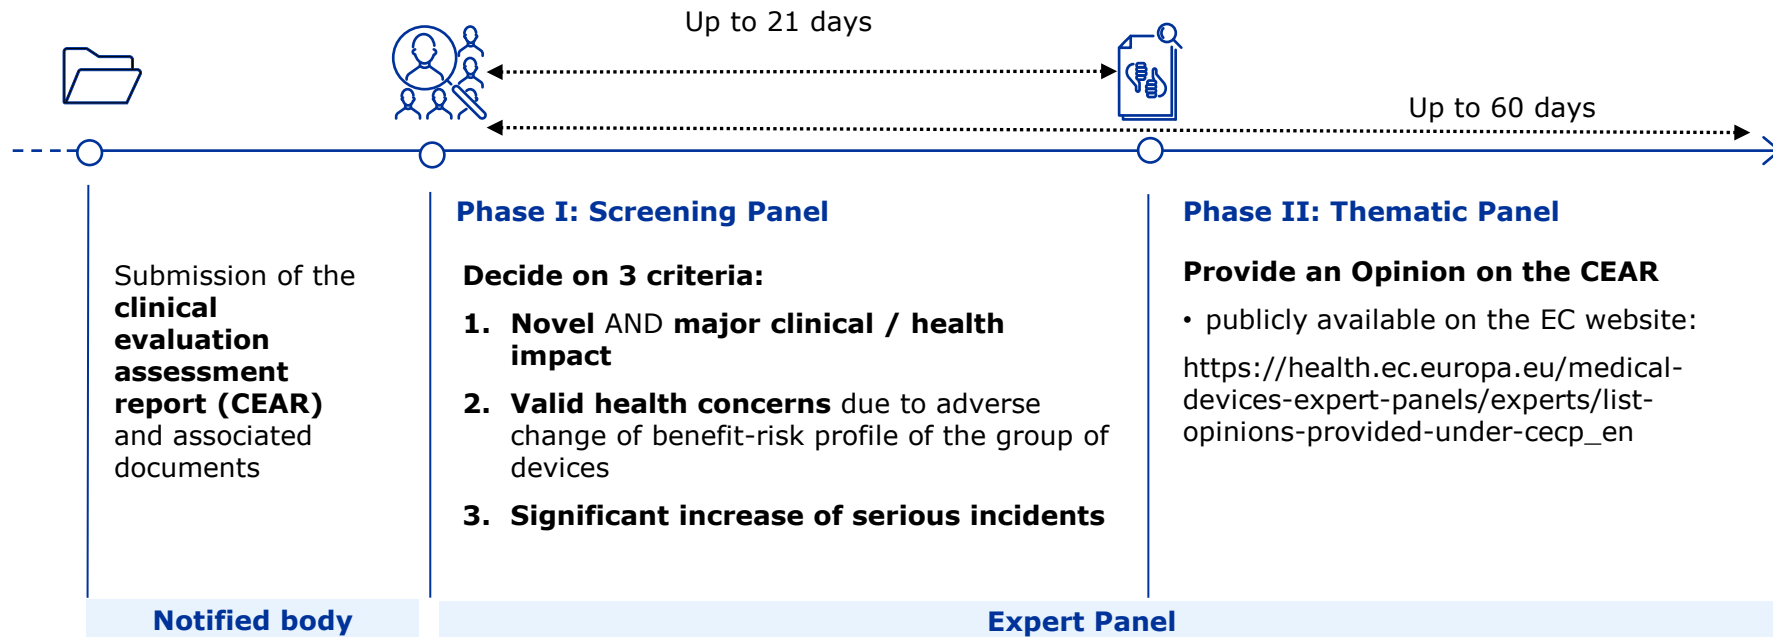 Up to 21 days
Up to 60 days
Submission of the
clinical
evaluation
assessment
report (CEAR)
and associated
documents
Phase I: Screening Panel
Decide on 3 criteria:
1. Novel AND major clinical / health
impact
2. Valid health concerns due to adverse
change of benefit-risk profile of the group of
devices
3. Significant increase of serious incidents
Phase II: Thematic Panel
Provide an Opinion on the CEAR
• publicly available on the EC website:
https://health.ec.europa.eu/medical-
devices-expert-panels/experts/list-
opinions-provided-under-cecp_en
Notified body
Expert Panel